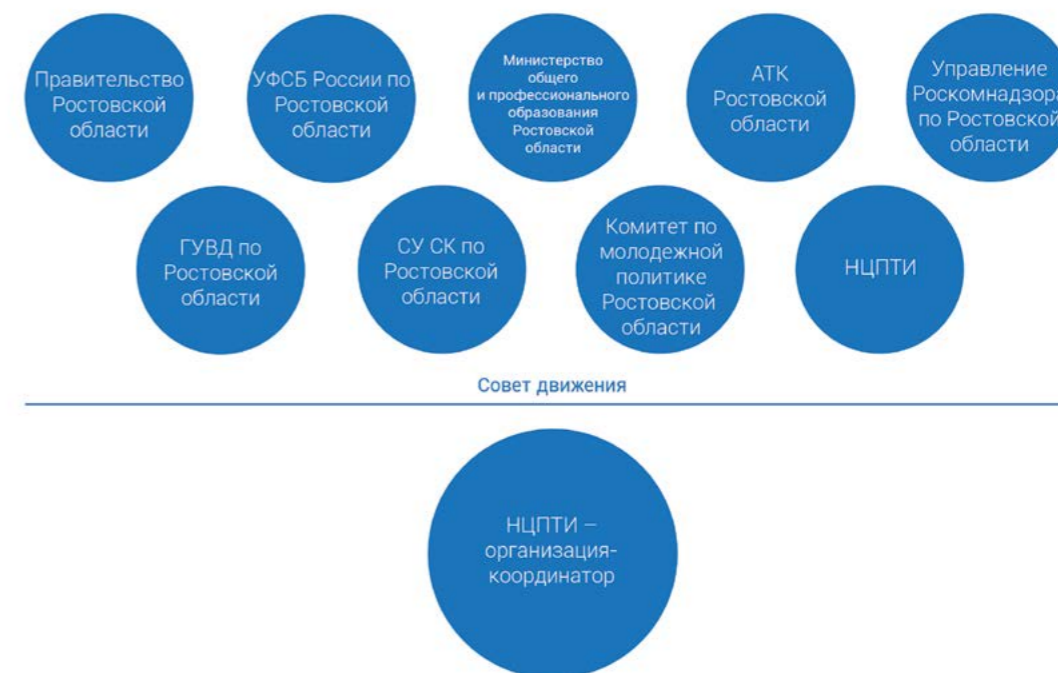 Правительство
Ростовской
области
УФСБ России по
Ростовской
области
Министерство
общего
и профессионального
образования
Ростовской
области
АТК
Ростовской
области
Управление
Роскомнадзора
по Ростовской
области
ГУВД по
Ростовской
области
СУ СК по
Ростовской
области
Комитет по
молодежной
политике
Ростовской
области
НЦПТИ
Совет движения
НЦПТИ –
организация-
координатор